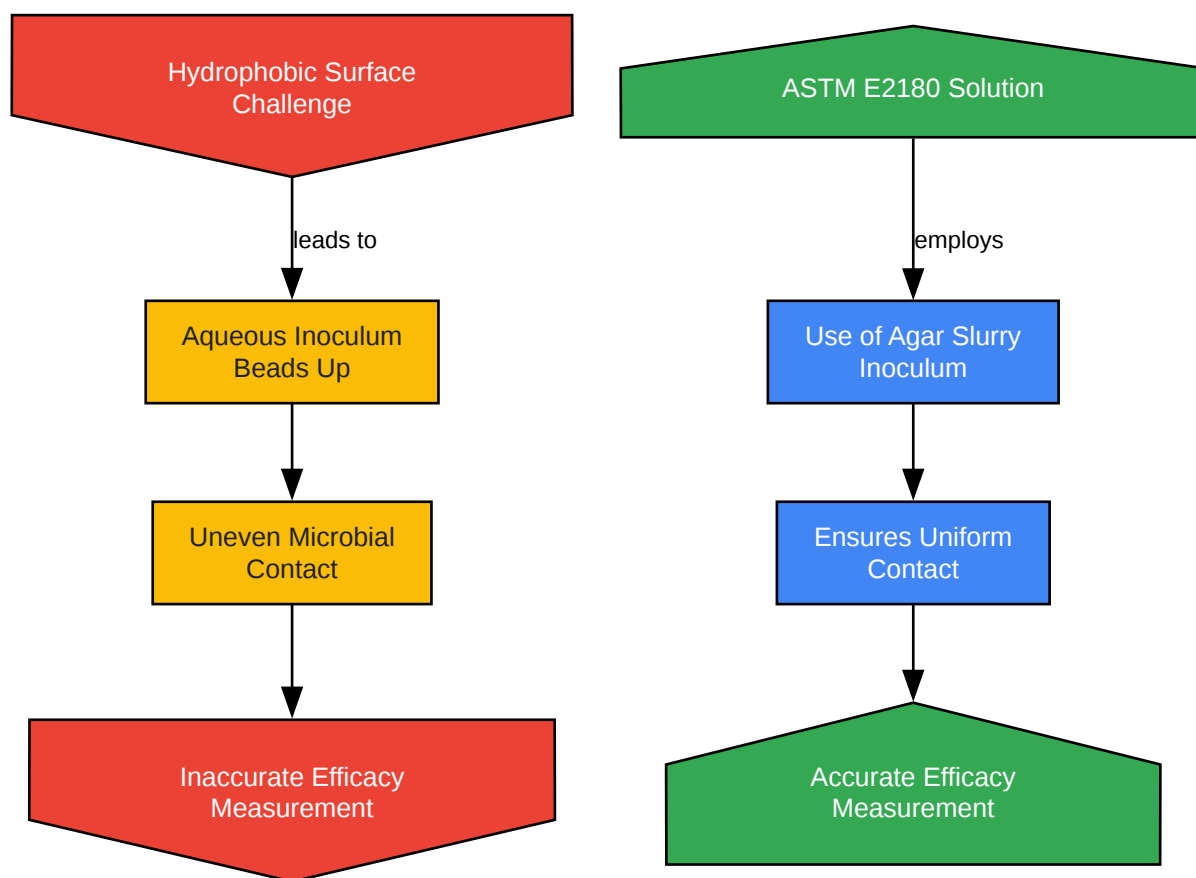 Hydrophobic Surface
Challenge
leads to
Aqueous Inoculum
Beads Up
Uneven Microbial
Contact
Inaccurate Efficacy
Measurement
ASTM E2180 Solution
employs
Use of Agar Slurry
Inoculum
Ensures Uniform
Contact
Accurate Efficacy
Measurement